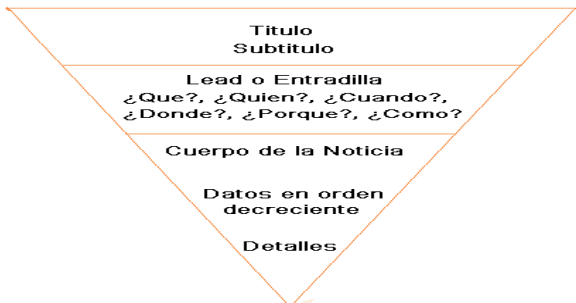 Titulo
Subtitulo
Lead o Entradilla
¿Que?, ¿Quien?, ¿Cuando?,
¿Donde?, ¿Porque?, ¿Como?
Cuerpo de la Noticia
Datos en orden
decreciente
Detalles